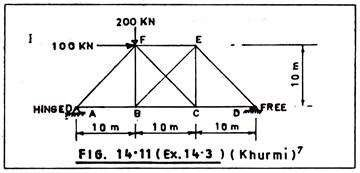 I
200 KN
100 KN
F
E
10 m
HINGED
A
B
C
D
FREE
10 m
10 m
10 m
FIG. 14·11 (Ex. 14·3) (Khurmi)7